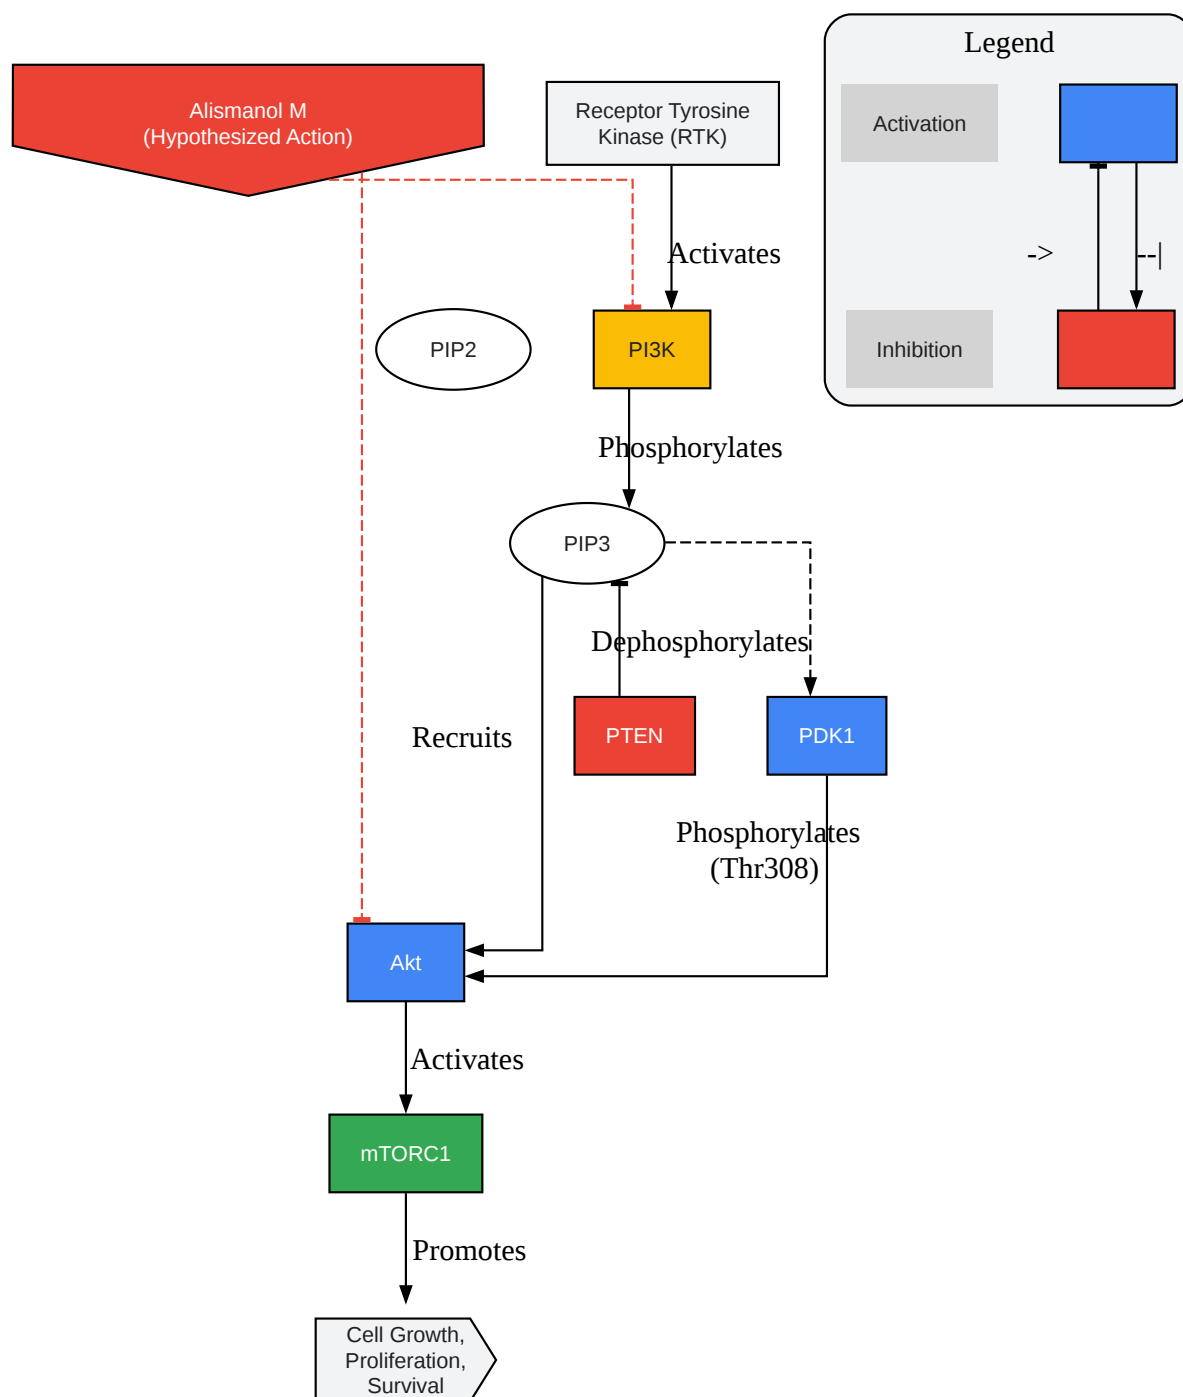 Legend
Alismanol M
(Hypothesized Action)
Receptor Tyrosine
Kinase (RTK)
Activation
Activates
->
--|
PIP2
PI3K
Inhibition
Phosphorylates
PIP3
Dephosphorylates
Recruits
PTEN
PDK1
Phosphorylates
(Thr308)
Akt
Activates
mTORC1
Promotes
Cell Growth,
Proliferation,
Survival